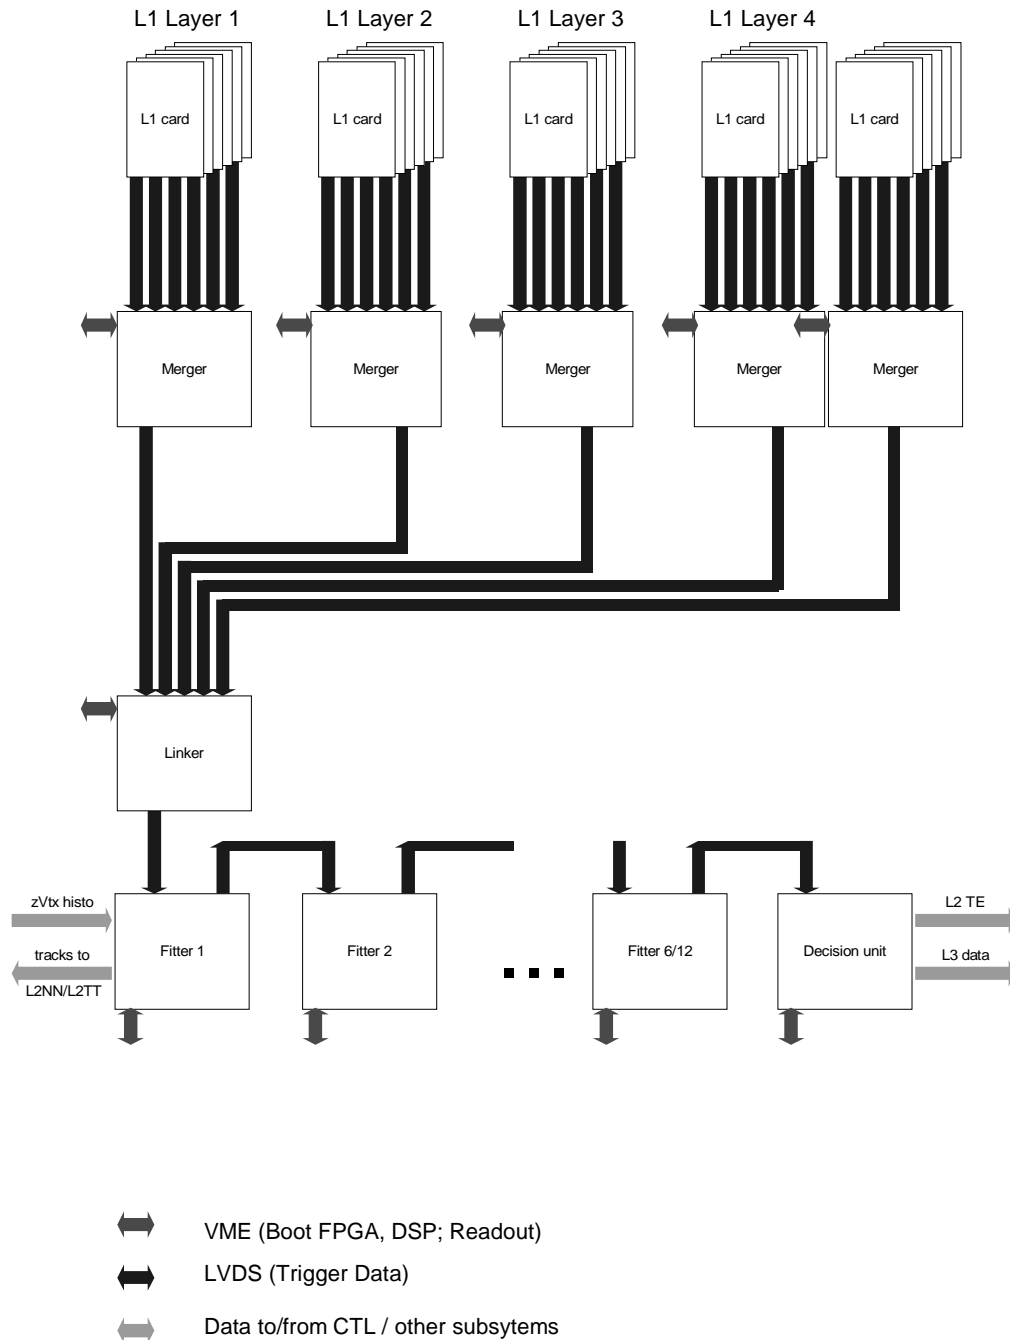 L1 Layer 1
L1 Layer 2
L1 Layer 3
L1 Layer 4
L1 card
L1 card
L1 card
L1 card
L1 card
Merger
Merger
Merger
Merger
Merger
Linker
zVtx histo
tracks to
L2NN/L2TT
Fitter 1
Fitter 2
Fitter 6/12
Decision unit
L2 TE
L3 data
VME (Boot FPGA, DSP; Readout)
LVDS (Trigger Data)
Data to/from CTL / other subsytems